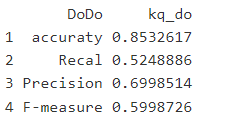 DoDo kq_do
1 accuraty 0.8532617
2 Recal 0.5248886
3 Precision 0.6998514
4 F-measure 0.5998726